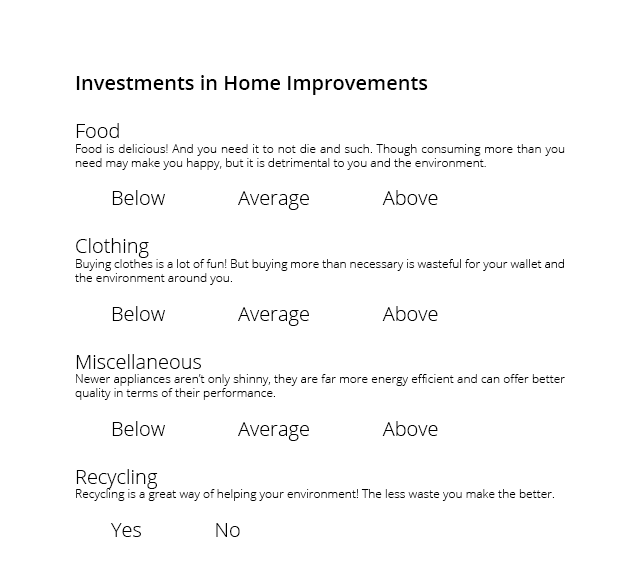 Investments in Home Improvements
Food
Food is delicious! And you need it to not die and such. Though consuming more than you
need may make you happy, but it is detrimental to you and the environment.
Below Average Above
Clothing
Buying clothes is a lot of fun! But buying more than necessary is wasteful for your wallet and
the environment around you.
Below Average Above
Miscellaneous
Newer appliances aren't only shinny, they are far more energy efficient and can offer better
quality in terms of their performance.
Below Average Above
Recycling
Recycling is a great way of helping your environment! The less waste you make the better.
Yes No